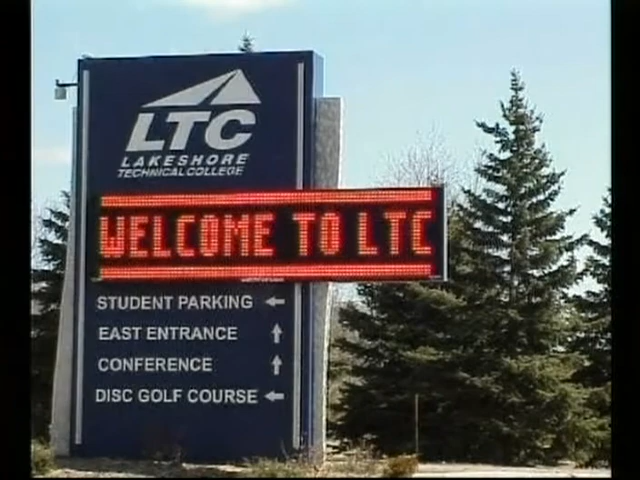 LTC
LAKESHORE
TECHNICAL COLLEGE
WELCOME TO LTC
STUDENT PARKING ←
EAST ENTRANCE ↑
CONFERENCE ↑
DISC GOLF COURSE ←